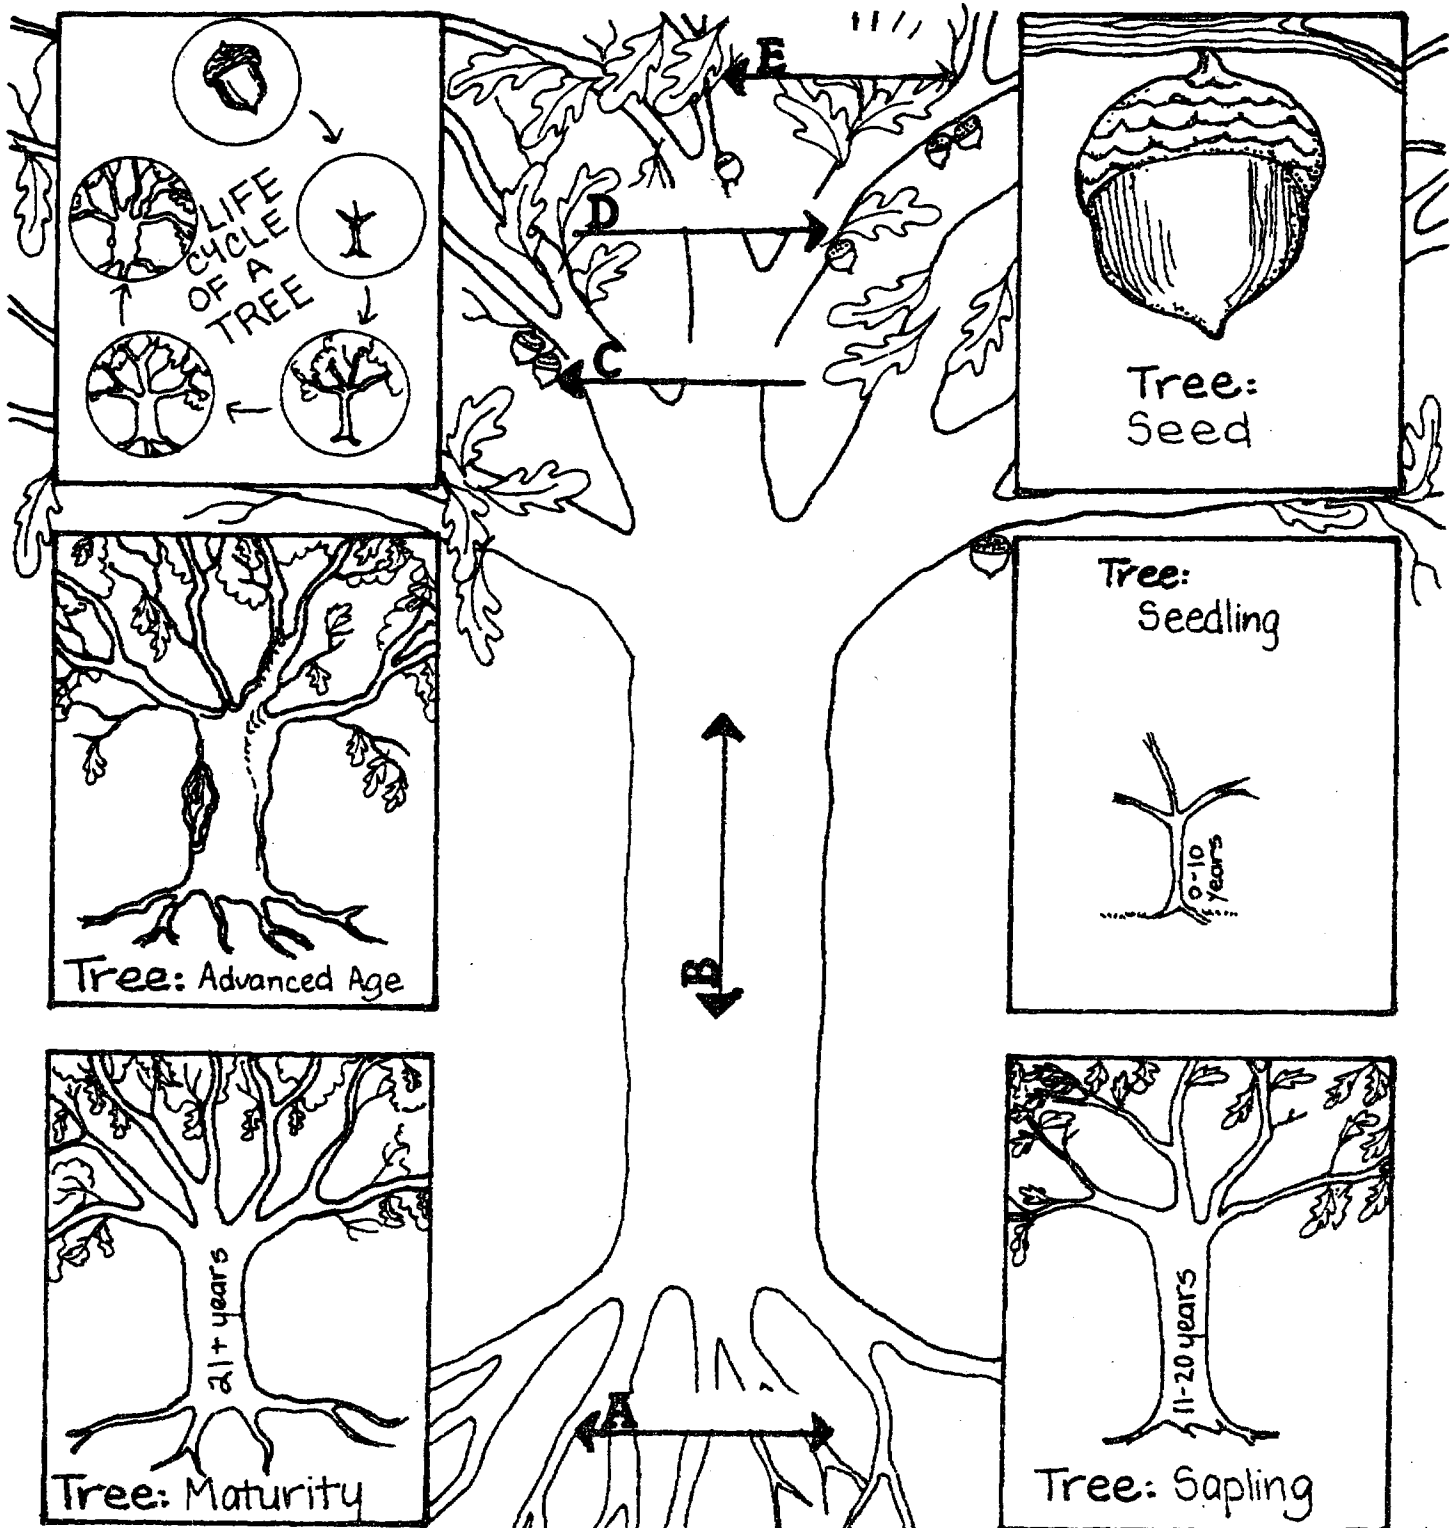 LIFE
CYCLE
OF A
TREE
E
D
C
Tree:
Seed
Tree:
Seedling
0-10
years
B
Tree: Advanced Age
21+ years
Tree: Maturity
A
11-20 years
Tree: Sapling